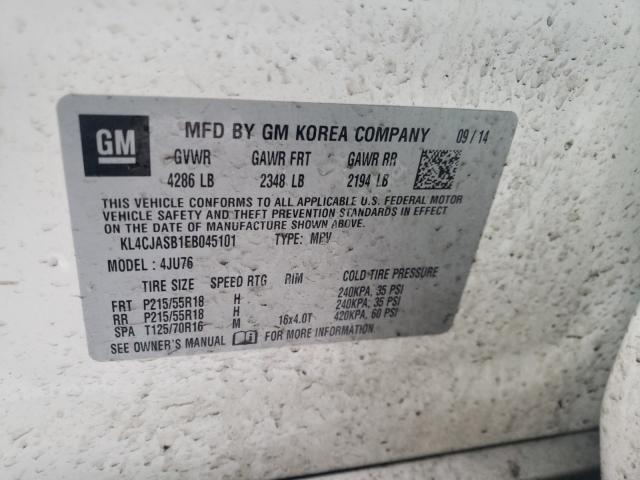 GM
MFD BY GM KOREA COMPANY 09/14
GVWR GAWR FRT GAWR RR
4286 LB 2348 LB 2194 LB
THIS VEHICLE CONFORMS TO ALL APPLICABLE U.S. FEDERAL MOTOR
VEHICLE SAFETY AND THEFT PREVENTION STANDARDS IN EFFECT
ON THE DATE OF MANUFACTURE SHOWN ABOVE.
KL4CJASB1EB045101 TYPE: MPV
MODEL: 4JU76
TIRE SIZE SPEED RTG RIM COLD TIRE PRESSURE
FRT P215/55R18 H 240KPA, 35 PSI
RR P215/55R18 H 240KPA, 35 PSI
SPA T125/70R16 M 16x4.0T 420KPA, 60 PSI
SEE OWNER'S MANUAL FOR MORE INFORMATION.